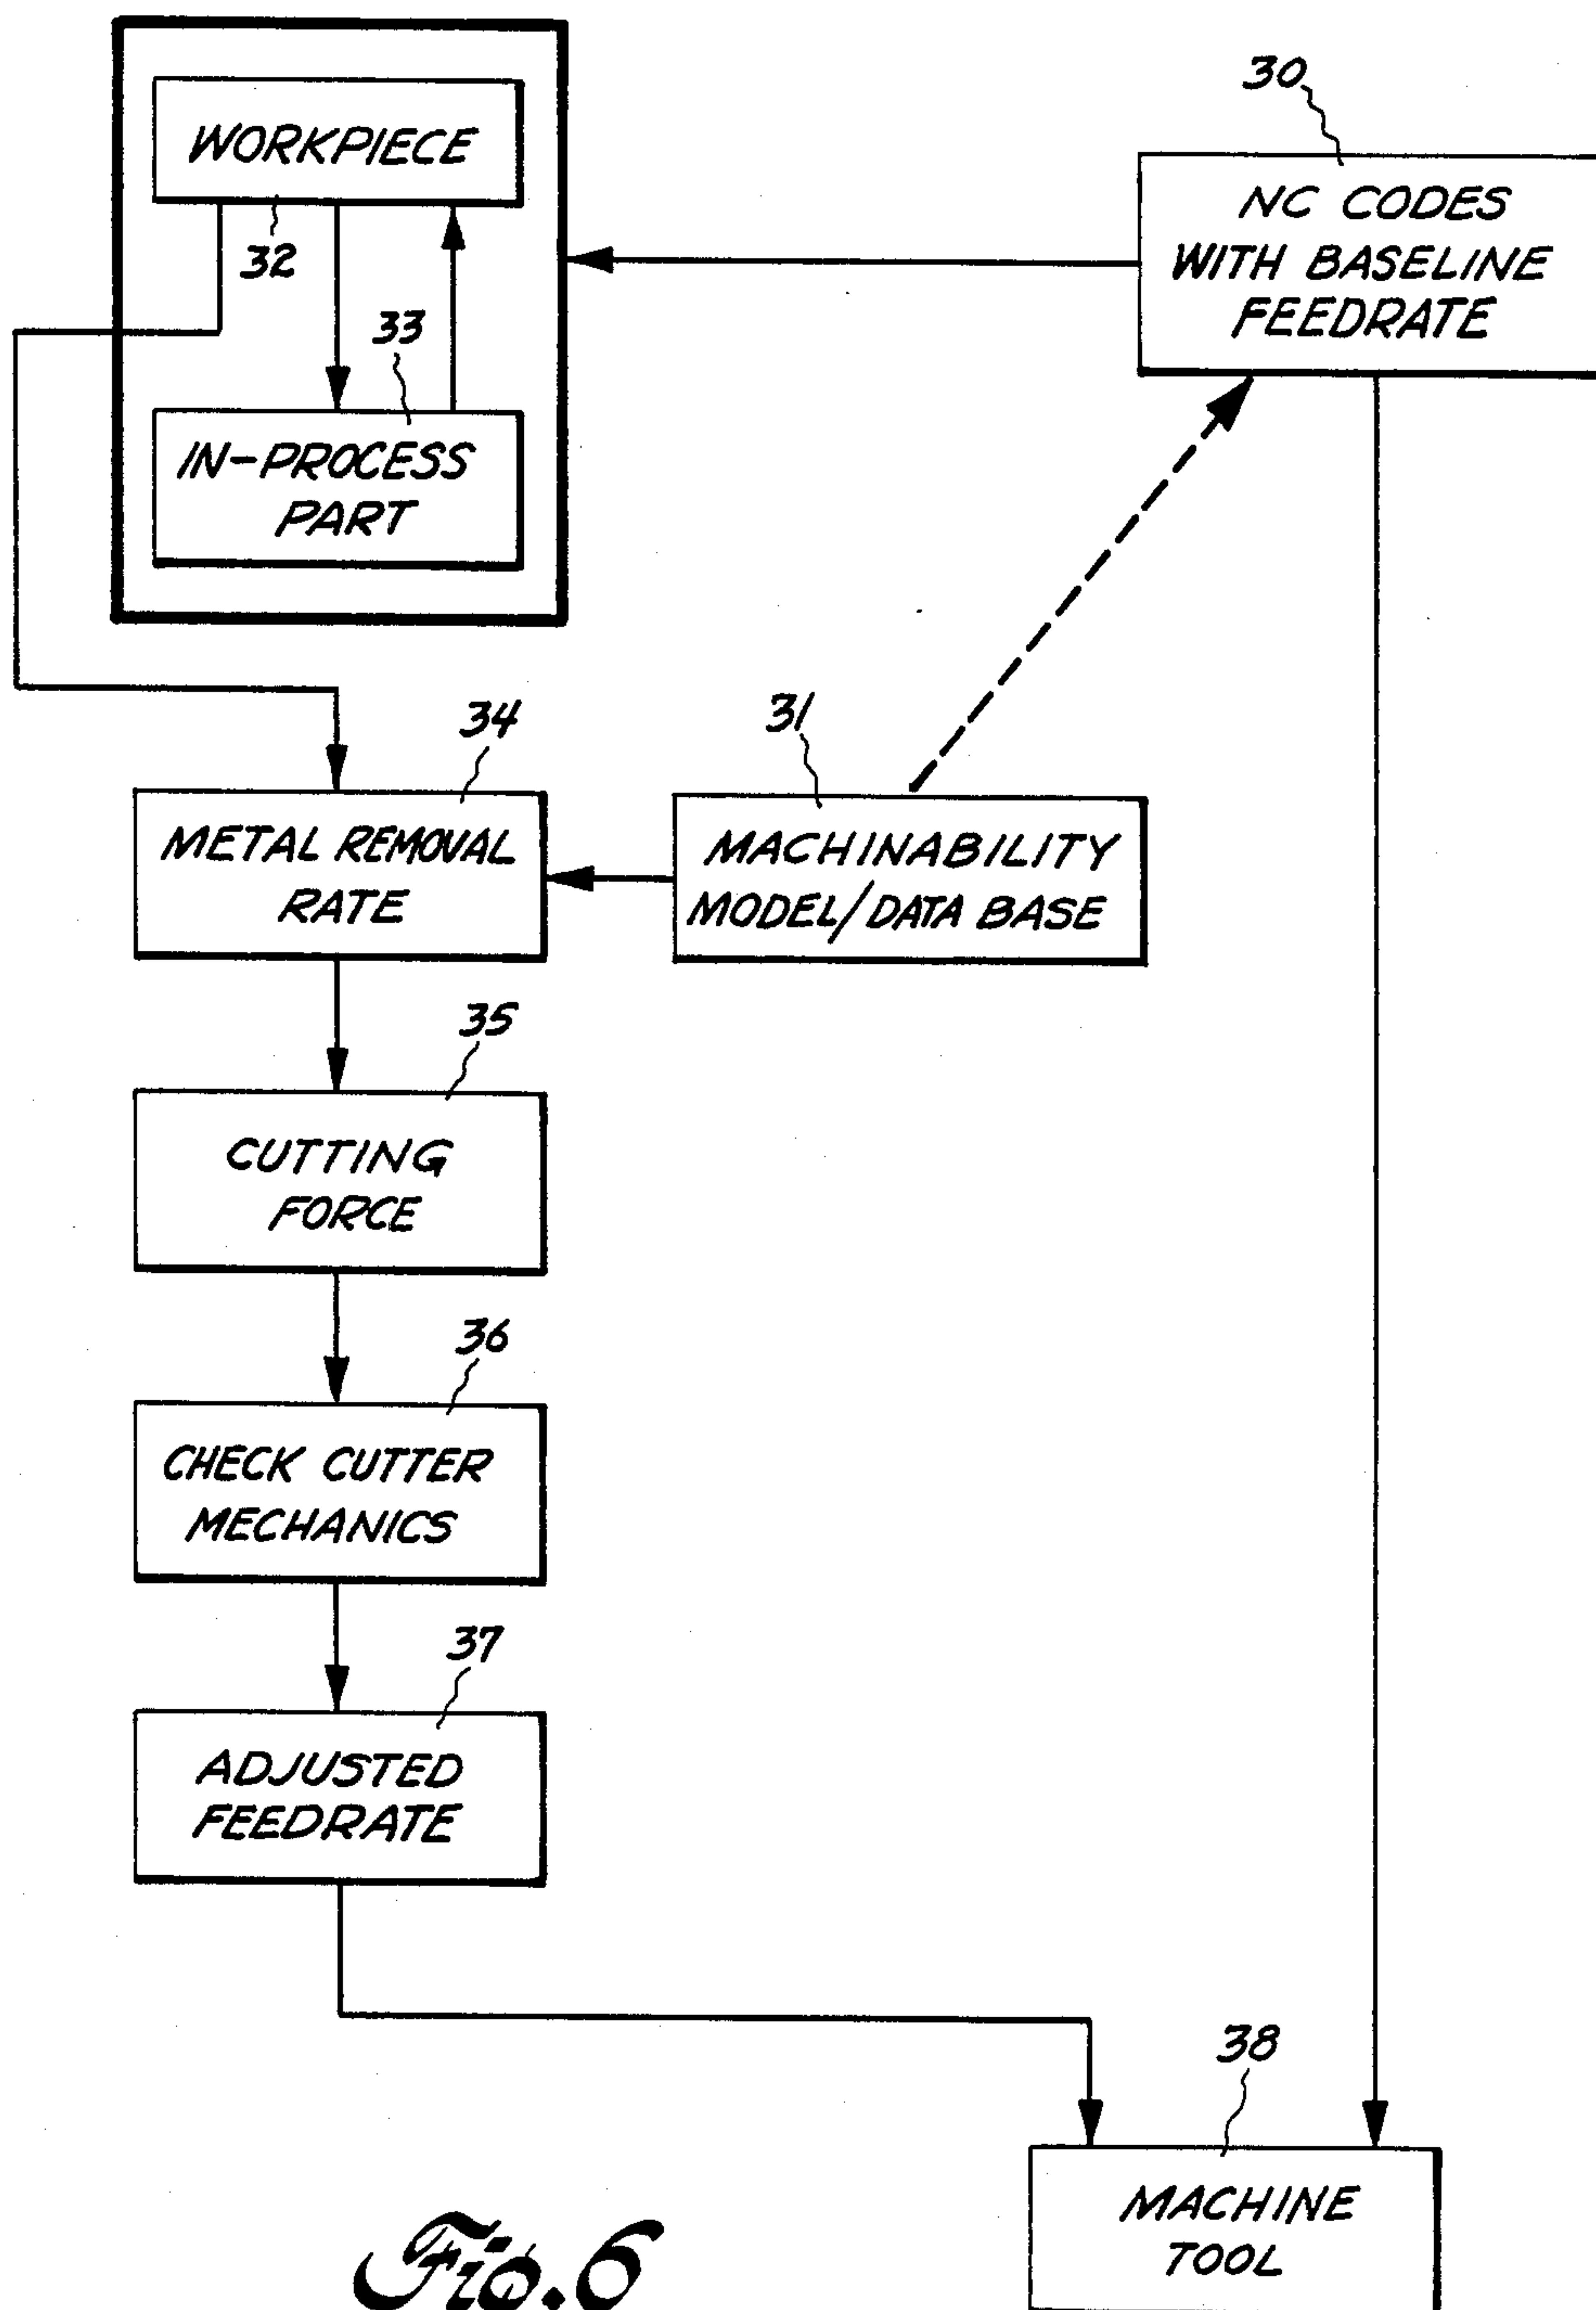 30
WORKPIECE
NC CODES
WITH BASELINE
FEEDRATE
32
33
IN-PROCESS
PART
34
31
METAL REMOVAL
RATE
MACHINABILITY
MODEL/DATA BASE
35
CUTTING
FORCE
36
CHECK CUTTER
MECHANICS
37
ADJUSTED
FEEDRATE
38
MACHINE
TOOL
Fig.6